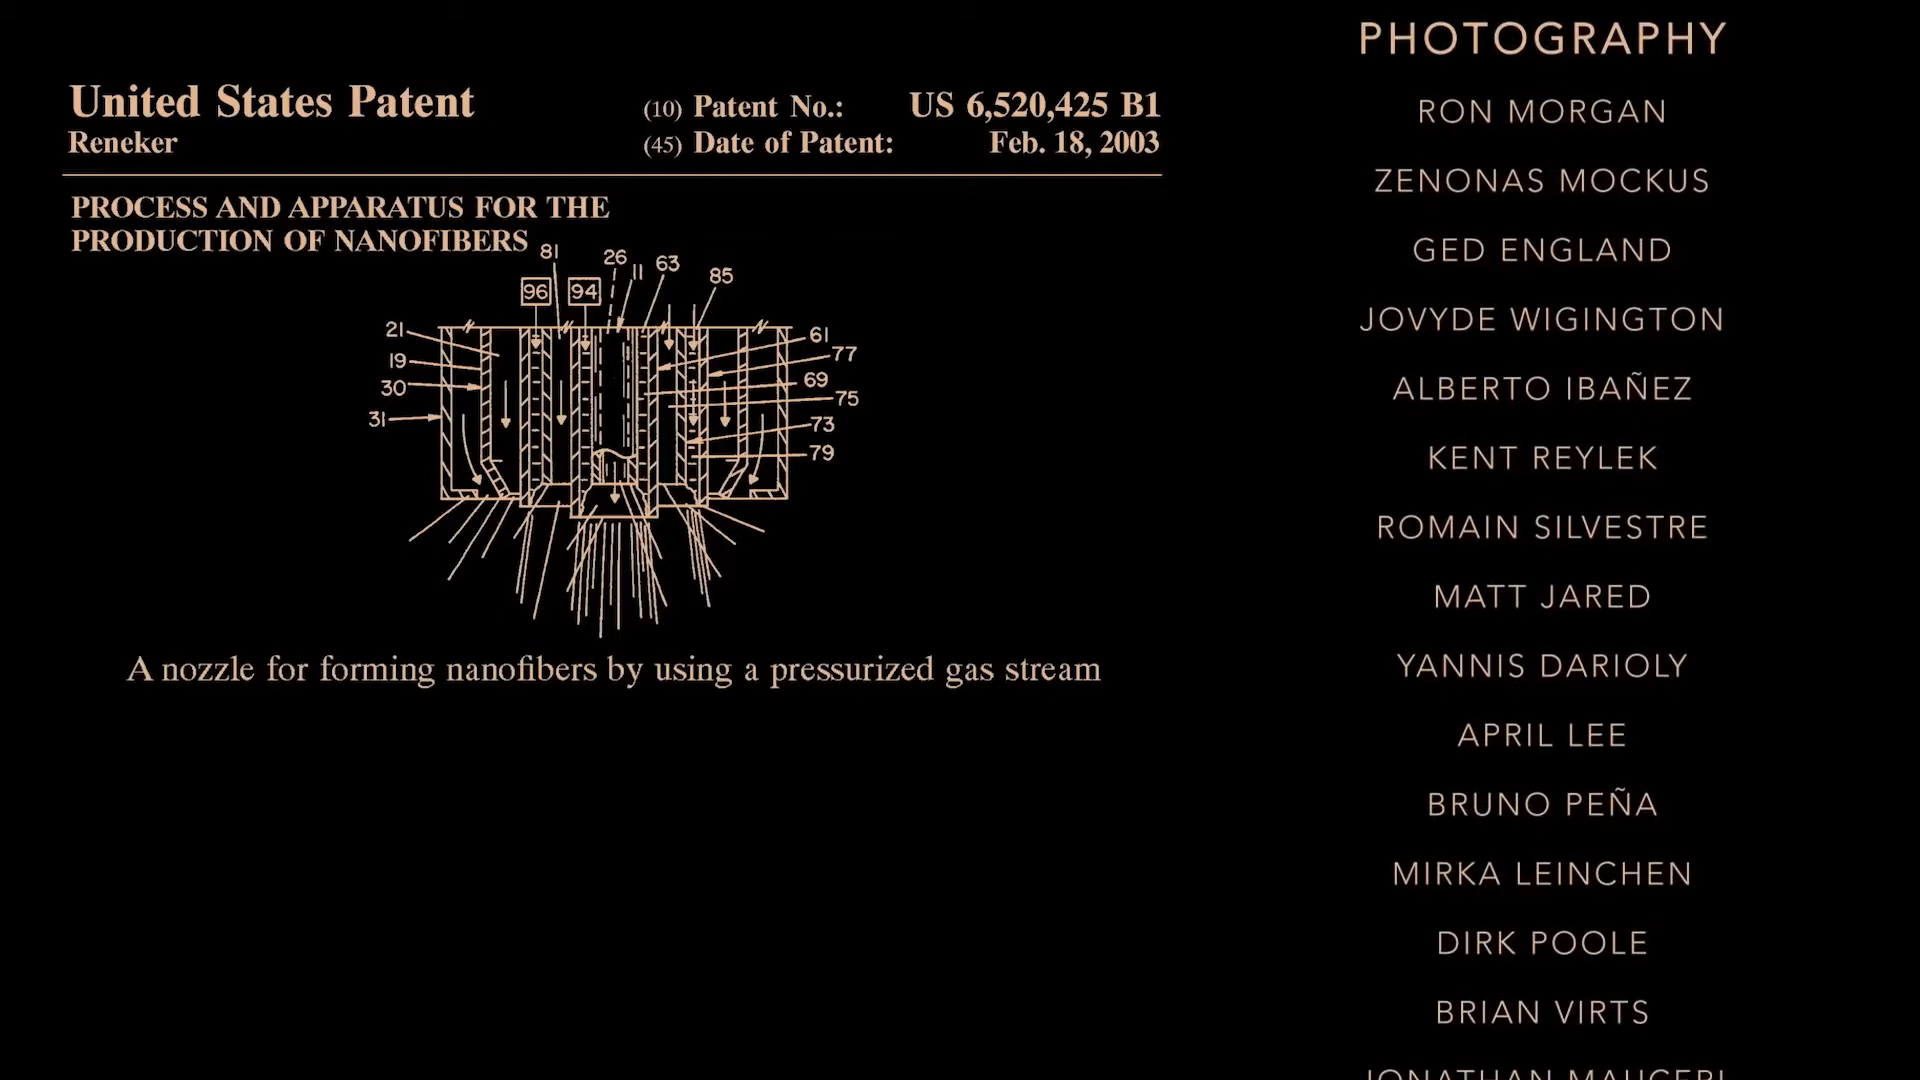 United States Patent
Reneker
(10) Patent No.: US 6,520,425 B1
(45) Date of Patent: Feb. 18, 2003
PROCESS AND APPARATUS FOR THE
PRODUCTION OF NANOFIBERS
81
26
11
63
85
96
94
21
19
30
31
61
77
69
75
73
79
A nozzle for forming nanofibers by using a pressurized gas stream
PHOTOGRAPHY
RON MORGAN
ZENONAS MOCKUS
GED ENGLAND
JOVYDE WIGINGTON
ALBERTO IBAÑEZ
KENT REYLEK
ROMAIN SILVESTRE
MATT JARED
YANNIS DARIOLY
APRIL LEE
BRUNO PEÑA
MIRKA LEINCHEN
DIRK POOLE
BRIAN VIRTS